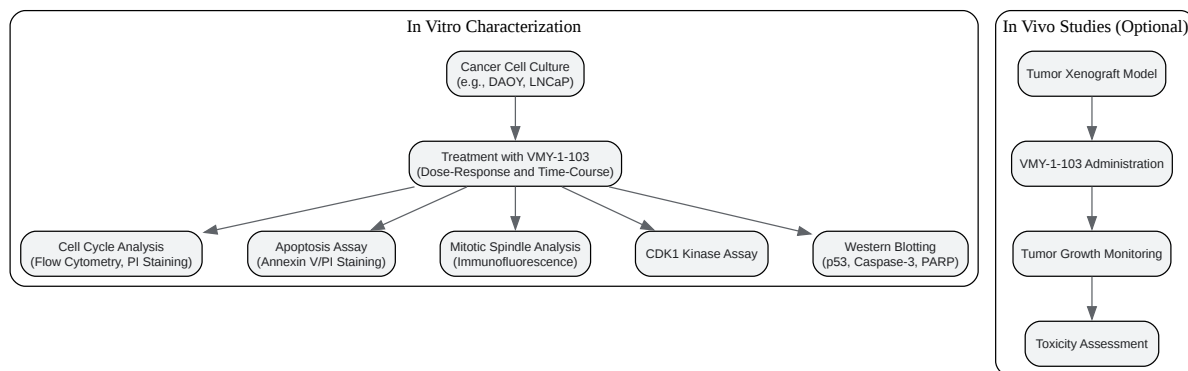 In Vitro Characterization
Cancer Cell Culture
(e.g., DAOY, LNCaP)
Treatment with VMY-1-103
(Dose-Response and Time-Course)
Cell Cycle Analysis
(Flow Cytometry, PI Staining)
Apoptosis Assay
(Annexin V/PI Staining)
Mitotic Spindle Analysis
(Immunofluorescence)
CDK1 Kinase Assay
Western Blotting
(p53, Caspase-3, PARP)
In Vivo Studies (Optional)
Tumor Xenograft Model
VMY-1-103 Administration
Tumor Growth Monitoring
Toxicity Assessment